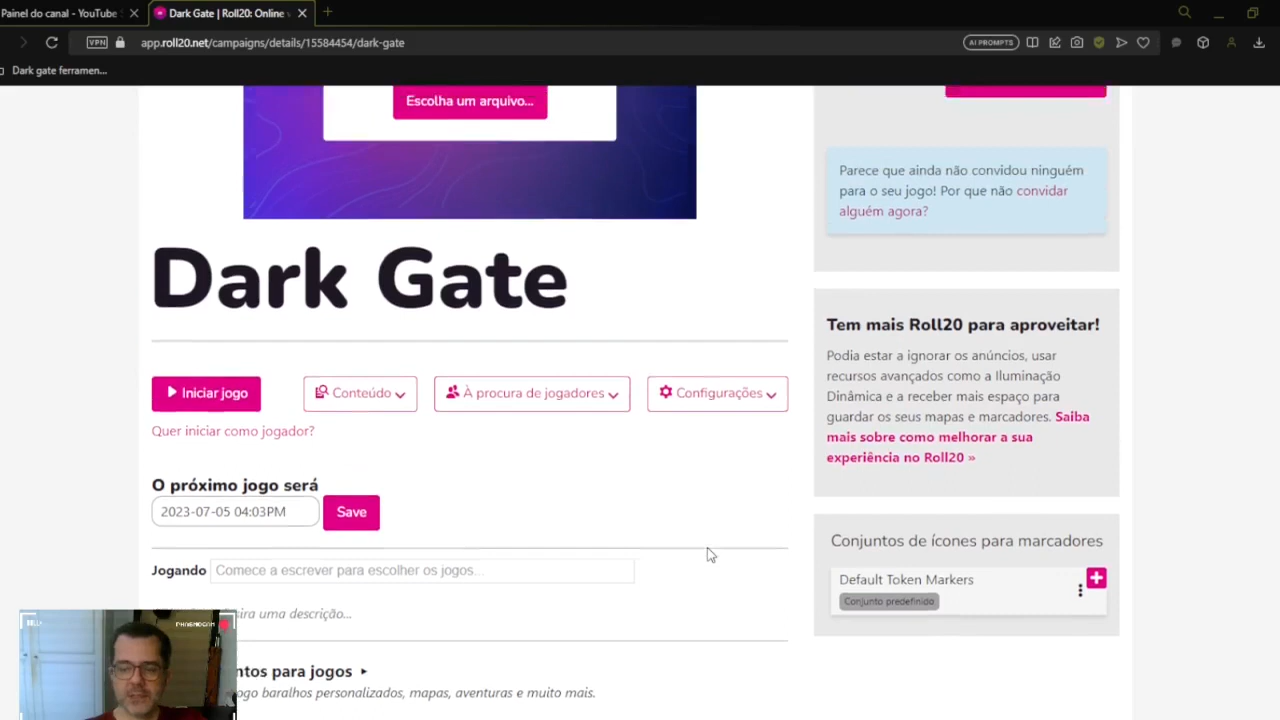 Painel do canal - YouTube
Dark Gate | Roll20: Online
VPN
app.roll20.net/campaigns/details/15584454/dark-gate
AI PROMPTS
Dark gate ferramen...
Escolha um arquivo...
Parece que ainda não convidou ninguém
para o seu jogo! Por que não convidar
alguém agora?
Dark Gate
Iniciar jogo
Conteúdo
À procura de jogadores
Configurações
Quer iniciar como jogador?
Tem mais Roll20 para aproveitar!
Podia estar a ignorar os anúncios, usar
recursos avançados como a Iluminação
Dinâmica e a receber mais espaço para
guardar os seus mapas e marcadores. Saiba
mais sobre como melhorar a sua
experiência no Roll20 »
O próximo jogo será
2023-07-05 04:03PM
Save
Jogando
Comece a escrever para escolher os jogos...
Conjuntos de ícones para marcadores
Default Token Markers
Conjunto predefinido
sira uma descrição...
ntos para jogos
ogo baralhos personalizados, mapas, aventuras e muito mais.